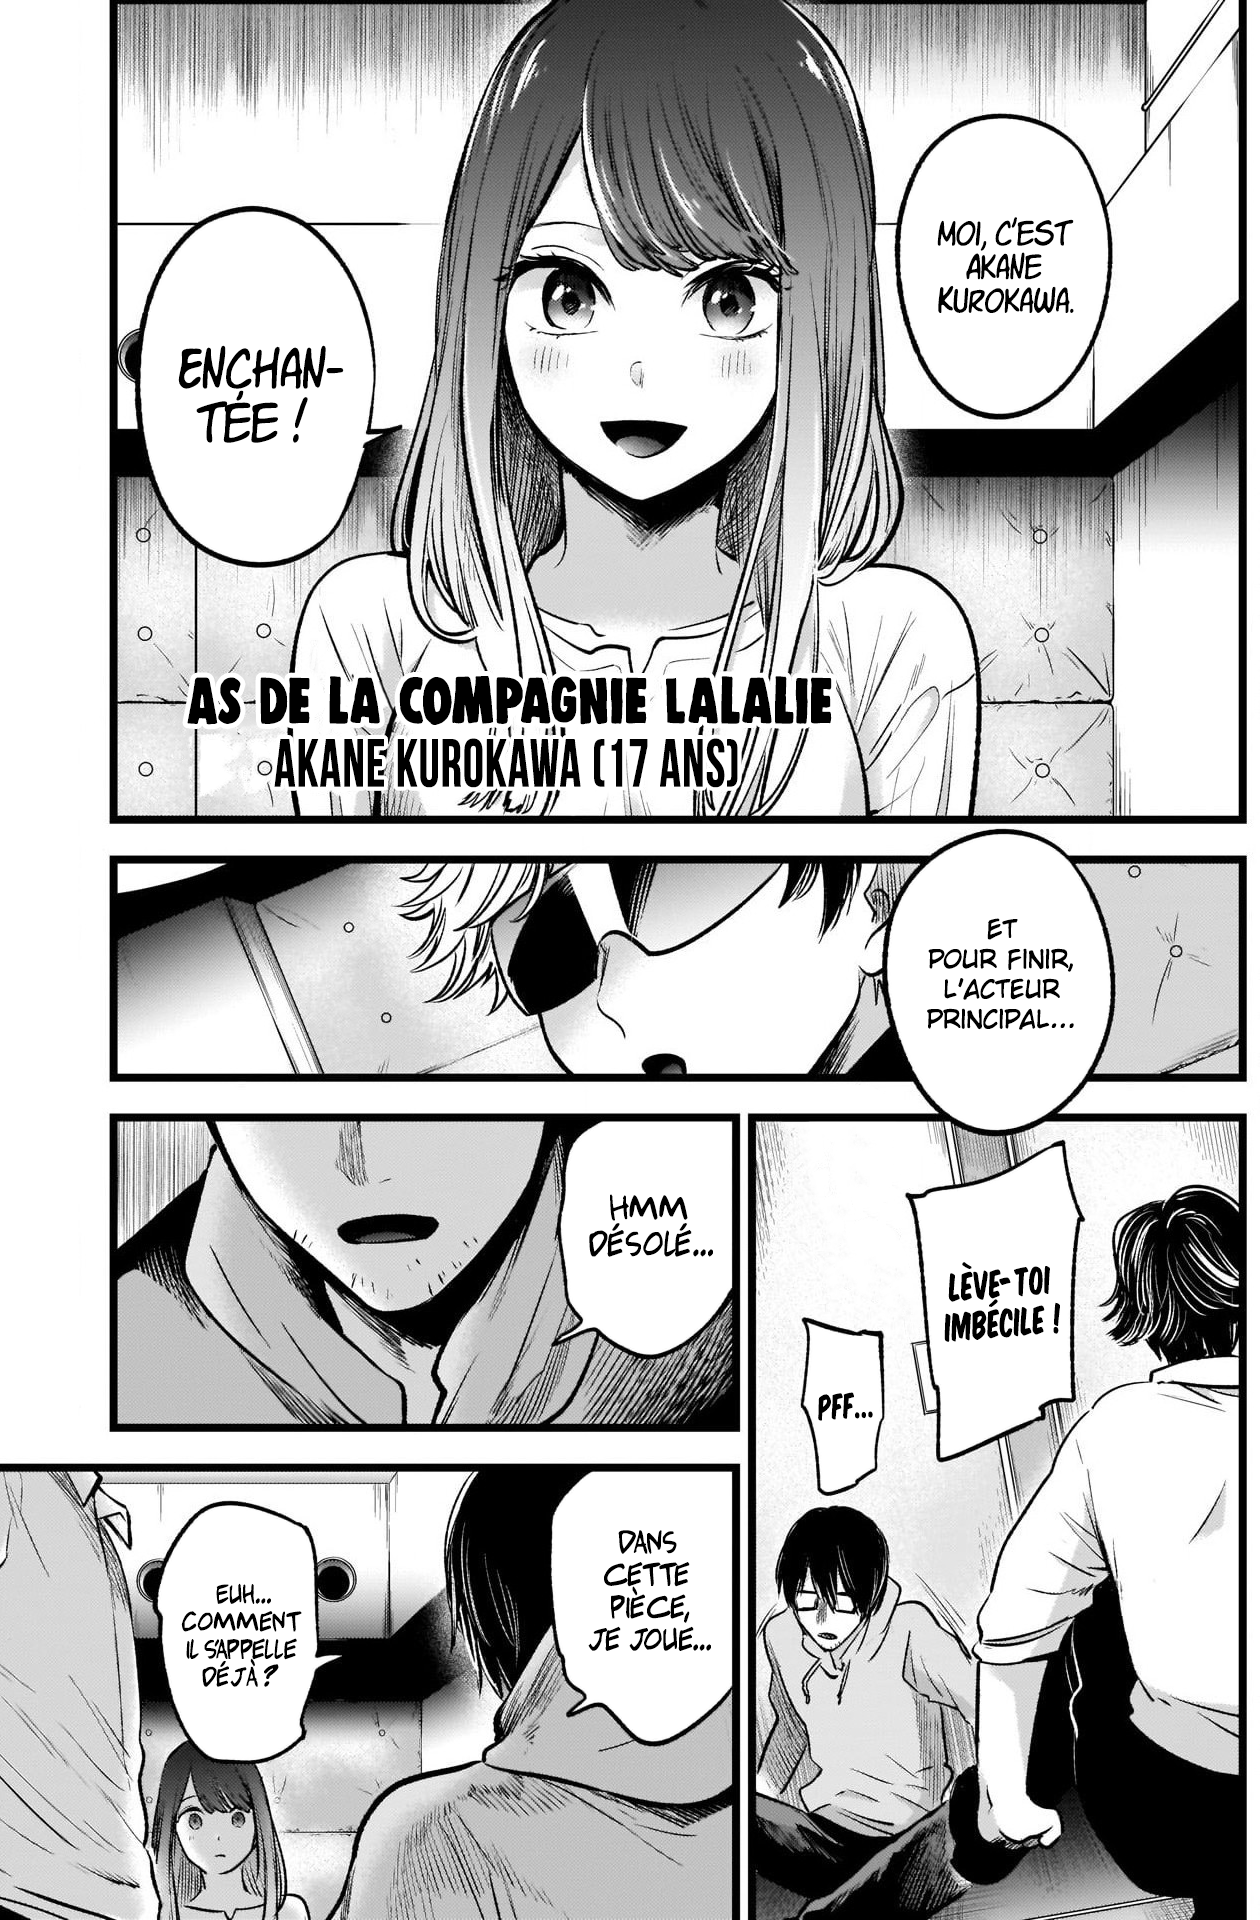 MOI, C'EST
AKANE
KUROKAWA.
ENCHAN-
TÉE !
AS DE LA COMPAGNIE LALALIE
AKANE KUROKAWA (17 ANS)
ET
POUR FINIR,
L'ACTEUR
PRINCIPAL...
LÈVE-TOI
IMBÉCILE !
PFF...
HMM
DÉSOLÉ...
DANS
CETTE
PIÈCE,
JE JOUE...
EUH...
COMMENT
IL S'APPELLE
DÉJÀ ?